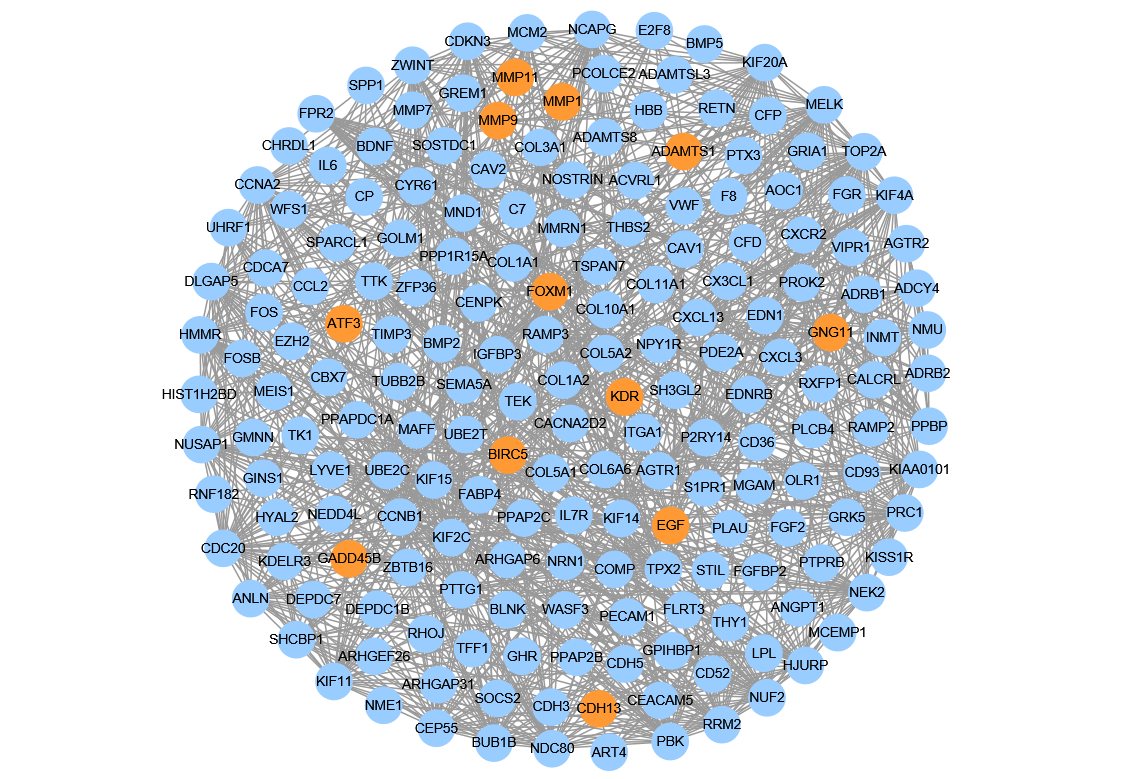 NCAPG
E2F8
MCM2
CDKN3
BMP5
KIF20A
ZWINT
MMP11
PCOLCE2
ADAMTSL3
SPP1
GREM1
MMP1
MELK
FPR2
MMP7
MMP9
HBB
RETN
CFP
CHRDL1
BDNF
SOSTDC1
COL3A1
ADAMTS8
ADAMTS1
PTX3
GRIA1
TOP2A
IL6
CAV2
CCNA2
CP
CYR61
NOSTRIN
ACVRL1
AOC1
FGR
KIF4A
WFS1
MND1
C7
VWF
F8
UHRF1
SPARCL1
GOLM1
MMRN1
THBS2
CAV1
CFD
CXCR2
VIPR1
AGTR2
DLGAP5
CDCA7
PPP1R15A
COL1A1
TSPAN7
CCL2
TTK
ZFP36
FOXM1
COL11A1
CX3CL1
PROK2
ADRB1
ADCY4
FOS
CENPK
COL10A1
HMMR
ATF3
TIMP3
RAMP3
CXCL13
EDN1
GNG11
INMT
NMU
EZH2
BMP2
IGFBP3
COL5A2
NPY1R
PDE2A
CXCL3
FOSB
HIST1H2BD
MEIS1
CBX7
TUBB2B
SEMA5A
COL1A2
KDR
SH3GL2
EDNRB
RXFP1
CALCRL
ADRB2
TEK
NUSAP1
GMNN
TK1
PPAPDC1A
MAFF
UBE2T
CACNA2D2
ITGA1
P2RY14
CD36
PLCB4
RAMP2
PPBP
BIRC5
GINS1
LYVE1
UBE2C
KIF15
COL5A1
COL6A6
AGTR1
S1PR1
MGAM
OLR1
CD93
KIAA0101
RNF182
FABP4
HYAL2
NEDD4L
CCNB1
PPAP2C
IL7R
KIF14
EGF
PLAU
FGF2
GRK5
PRC1
CDC20
KDELR3
GADD45B
ZBTB16
KIF2C
ARHGAP6
NRN1
COMP
TPX2
STIL
FGFBP2
PTPRB
KISS1R
ANLN
DEPDC7
DEPDC1B
PTTG1
BLNK
WASF3
PECAM1
FLRT3
THY1
ANGPT1
NEK2
SHCBP1
ARHGEF26
RHOJ
TFF1
GHR
PPAP2B
CDH5
GPIHBP1
LPL
MCEMP1
KIF11
ARHGAP31
CD52
HJURP
NME1
SOCS2
CDH3
CDH13
CEACAM5
NUF2
CEP55
BUB1B
NDC80
ART4
PBK
RRM2